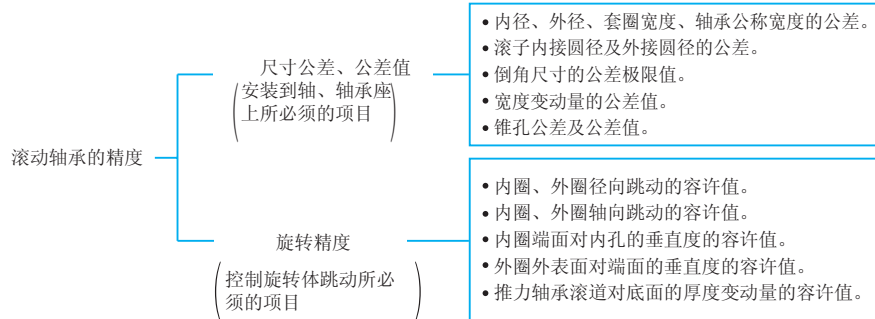 滚动轴承的精度
尺寸公差、公差值
(安装到轴、轴承座
上所必须的项目)
• 内径、外径、套圈宽度、轴承公称宽度的公差。
• 滚子内接圆径及外接圆径的公差。
• 倒角尺寸的公差极限值。
• 宽度变动量的公差值。
• 锥孔公差及公差值。
旋转精度
(控制旋转体跳动所必
须的项目)
• 内圈、外圈径向跳动的容许值。
• 内圈、外圈轴向跳动的容许值。
• 内圈端面对内孔的垂直度的容许值。
• 外圈外表面对端面的垂直度的容许值。
• 推力轴承滚道对底面的厚度变动量的容许值。